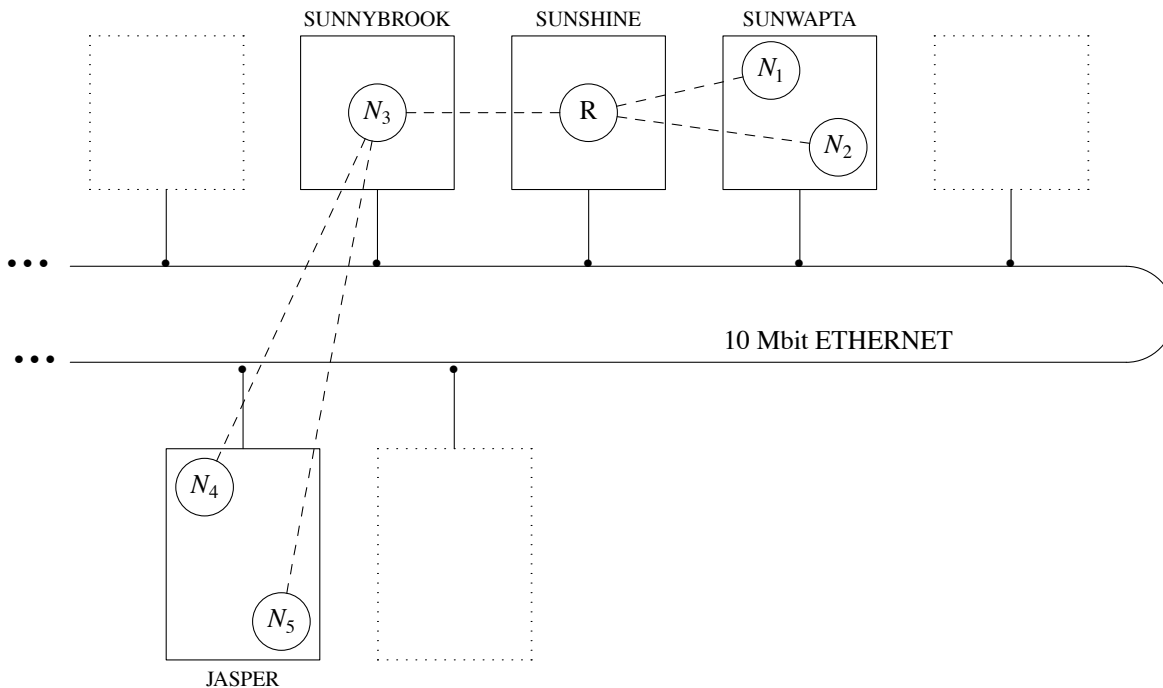 SUNNYBROOK SUNSHINE SUNWAPTA
N₁
N₃ R
N₂
10 Mbit ETHERNET
N₄
N₅
JASPER